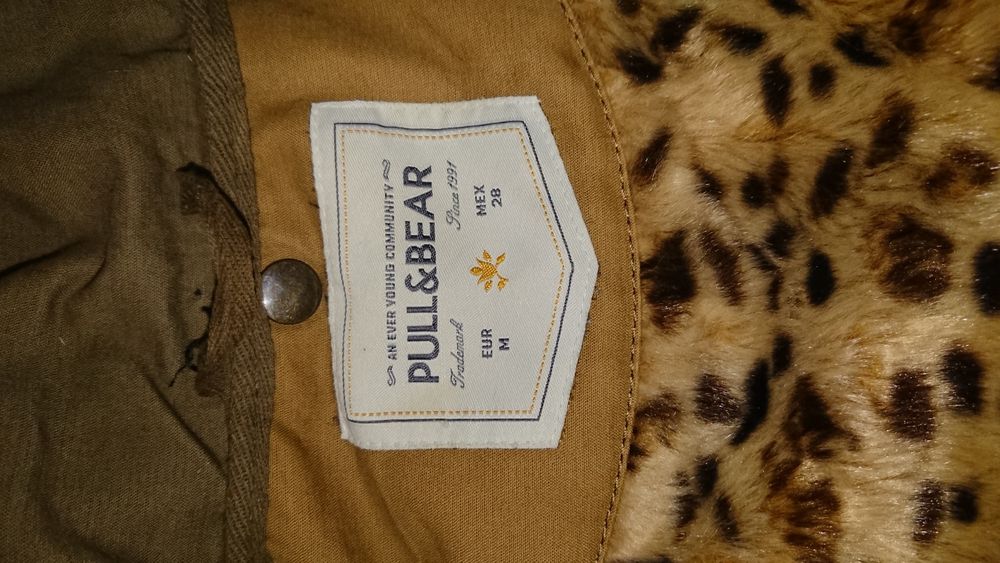 AN EVER YOUNG COMMUNITY
PULL&BEAR
Trademark
Since 1991
EUR
M
MEX
28